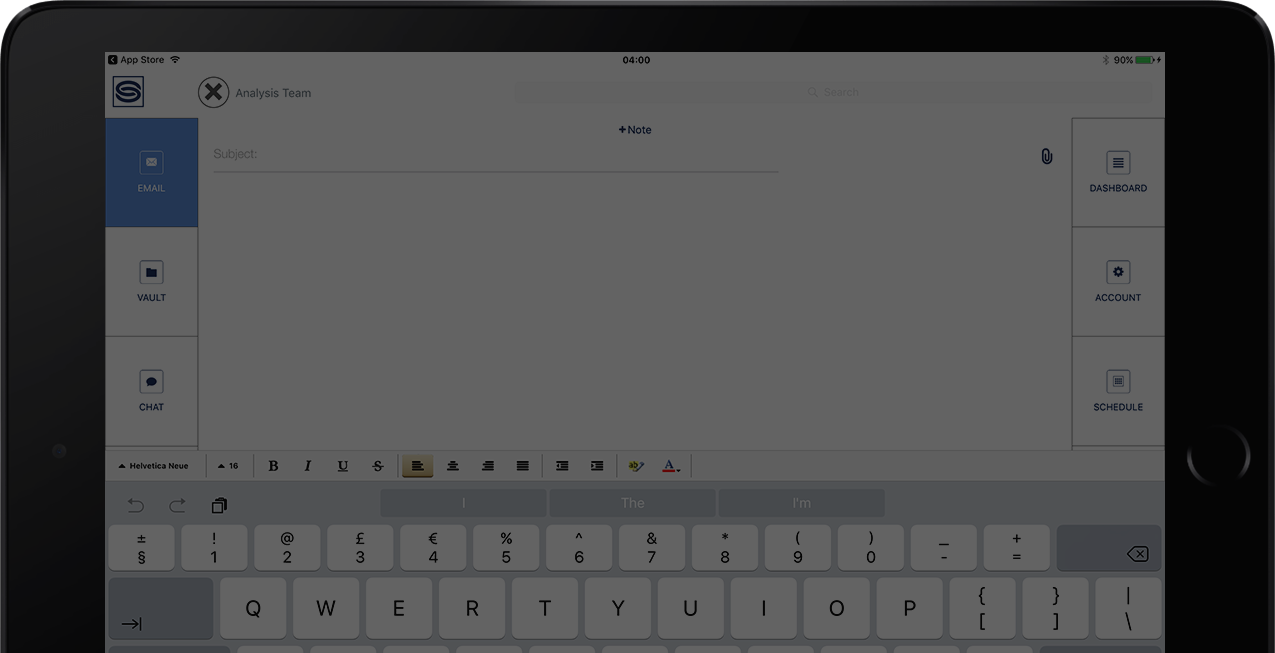 App Store 04:00 90%
Analysis Team Search
+Note
Subject:
EMAIL DASHBOARD
VAULT ACCOUNT
CHAT SCHEDULE
Helvetica Neue 16 B I U S ab A
I The I'm
± ! @ £ € % ^ & * ( ) _ +
§ 1 2 3 4 5 6 7 8 9 0 - =
Q W E R T Y U I O P { } |
[ ] \